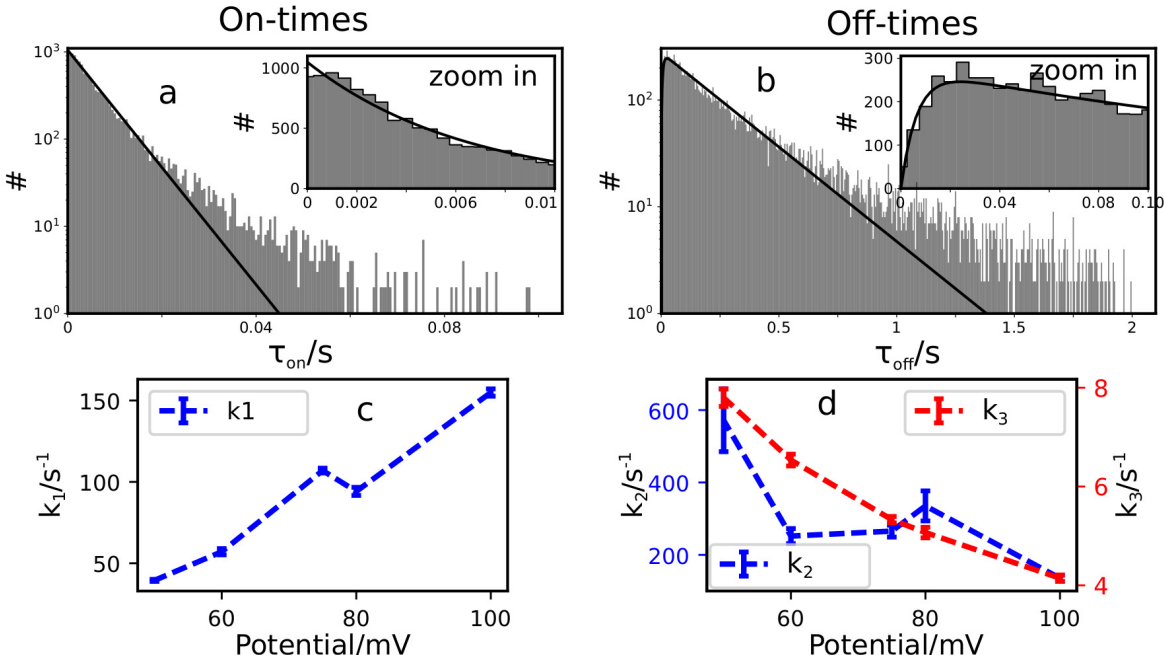 On-times
Off-times
10³
10²
10¹
10⁰
#
a
0
0.04
0.08
τon/s
1000
500
0
#
zoom in
0
0.002
0.006
0.01
10²
10¹
10⁰
#
b
0
0.5
1
1.5
2
τoff/s
300
200
100
0
#
zoom in
0
0.04
0.08
0.10
150
100
50
k₁/s⁻¹
k1
c
60
80
100
Potential/mV
600
400
200
k₂/s⁻¹
d
k₃
k₂
8
6
4
k₃/s⁻¹
60
80
100
Potential/mV